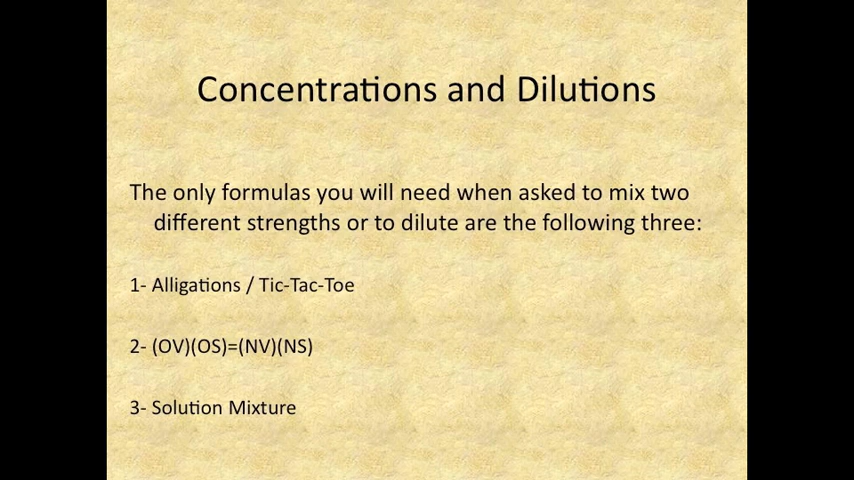 Concentrations and Dilutions
The only formulas you will need when asked to mix two
different strengths or to dilute are the following three:
1- Alligations / Tic-Tac-Toe
2- (OV)(OS)=(NV)(NS)
3- Solution Mixture